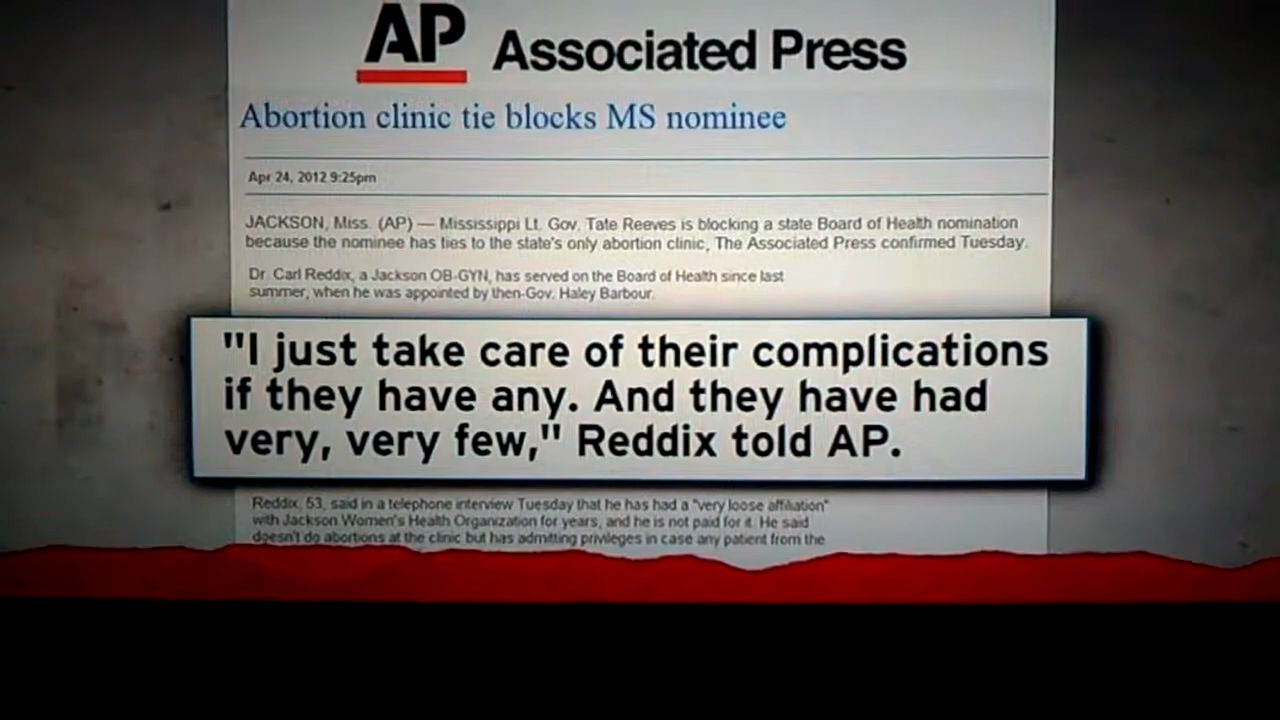 AP Associated Press
Abortion clinic tie blocks MS nominee
Apr 24, 2012 9:25pm
JACKSON, Miss. (AP) — Mississippi Lt. Gov. Tate Reeves is blocking a state Board of Health nomination
because the nominee has ties to the state's only abortion clinic, The Associated Press confirmed Tuesday.
Dr. Carl Reddix, a Jackson OB-GYN, has served on the Board of Health since last
summer, when he was appointed by then-Gov. Haley Barbour.
"I just take care of their complications
if they have any. And they have had
very, very few," Reddix told AP.
Reddix, 53, said in a telephone interview Tuesday that he has had a "very loose affiliation"
with Jackson Women's Health Organization for years, and he is not paid for it. He said
doesn't do abortions at the clinic but has admitting privileges in case any patient from the